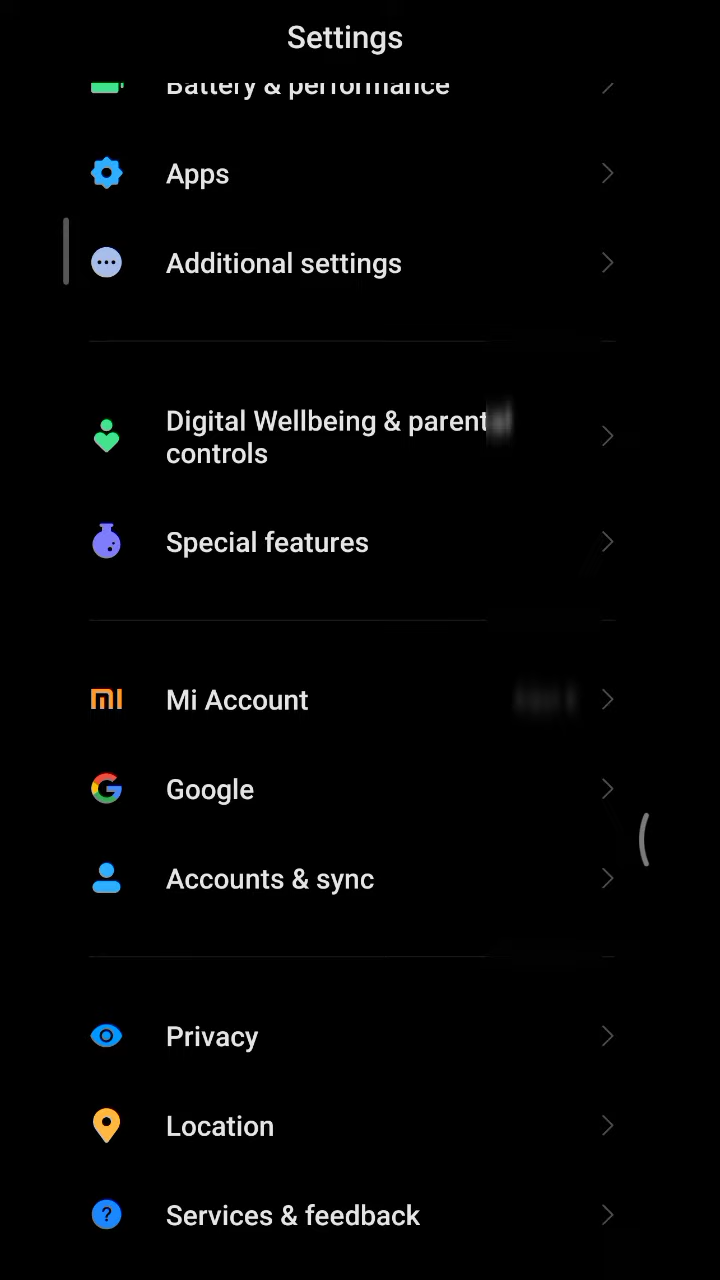 Settings
Battery & performance
Apps
Additional settings
Digital Wellbeing & parental
controls
Special features
Mi Account
Google
Accounts & sync
Privacy
Location
Services & feedback